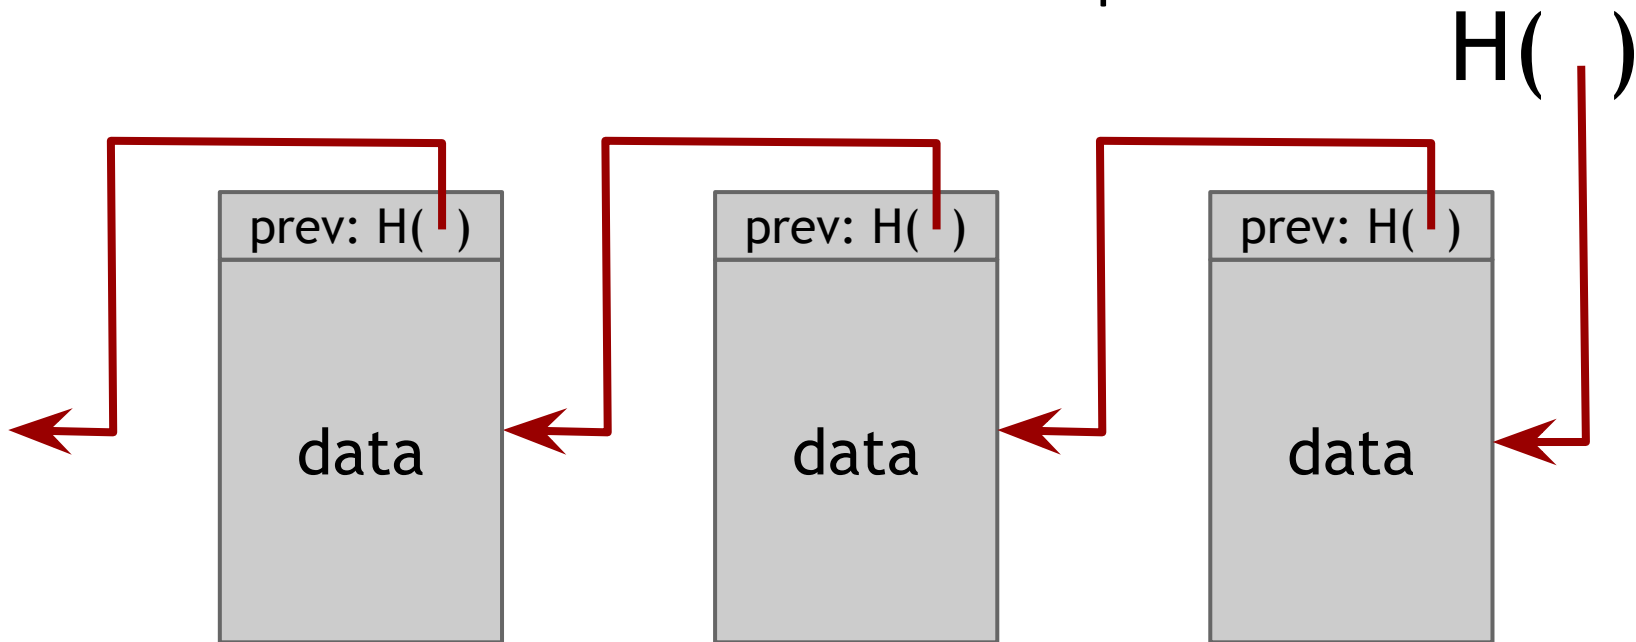 H( )
prev: H( ) prev: H( ) prev: H( )
data data data